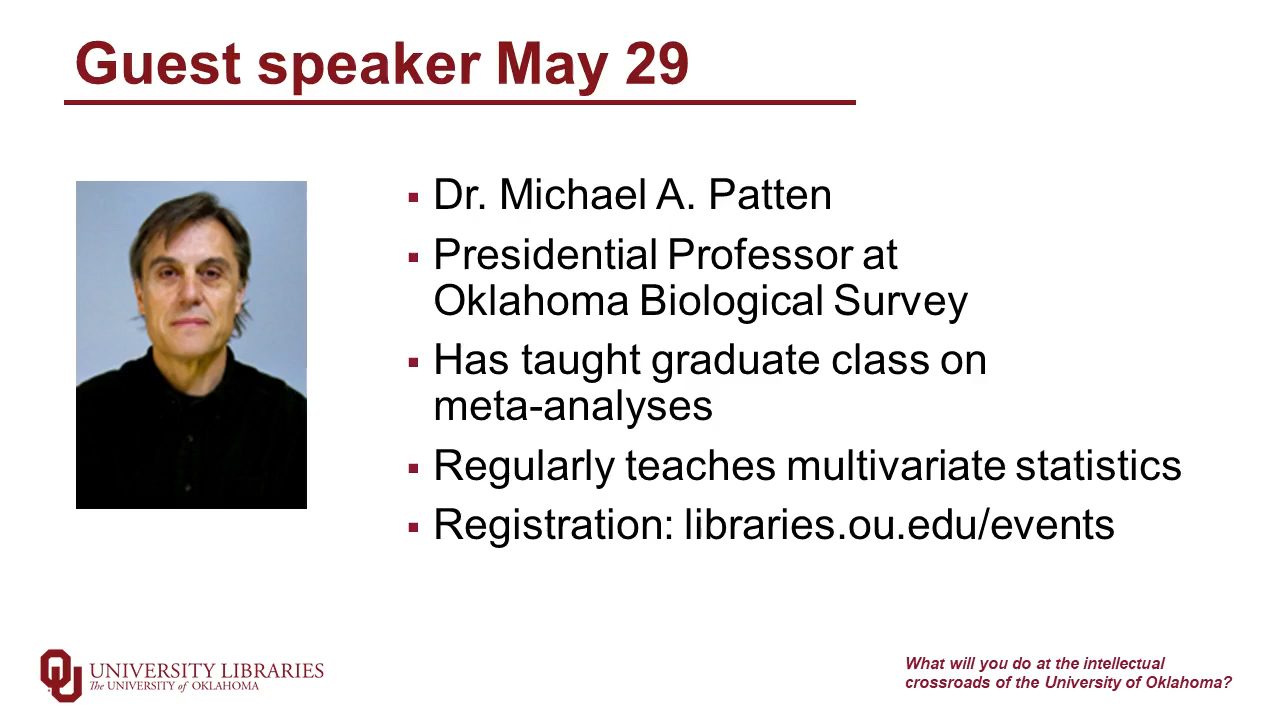 Guest speaker May 29
Dr. Michael A. Patten
Presidential Professor at
Oklahoma Biological Survey
Has taught graduate class on
meta-analyses
Regularly teaches multivariate statistics
Registration: libraries.ou.edu/events
OU
UNIVERSITY LIBRARIES
The UNIVERSITY of OKLAHOMA
What will you do at the intellectual
crossroads of the University of Oklahoma?